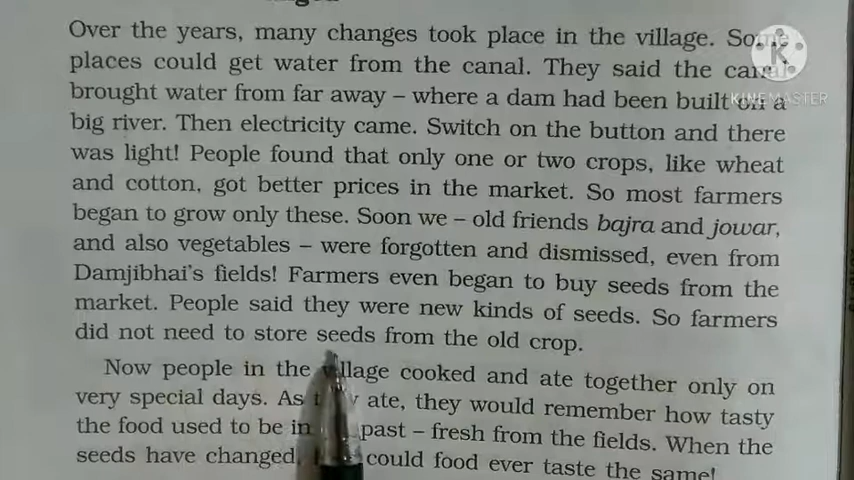 Over the years, many changes took place in the village. Some
places could get water from the canal. They said the canal
brought water from far away – where a dam had been built on a
big river. Then electricity came. Switch on the button and there
was light! People found that only one or two crops, like wheat
and cotton, got better prices in the market. So most farmers
began to grow only these. Soon we – old friends bajra and jowar,
and also vegetables – were forgotten and dismissed, even from
Damjibhai's fields! Farmers even began to buy seeds from the
market. People said they were new kinds of seeds. So farmers
did not need to store seeds from the old crop.
Now people in the village cooked and ate together only on
very special days. As they ate, they would remember how tasty
the food used to be in past – fresh from the fields. When the
seeds have changed, could food ever taste the same!
K
KINEMASTER